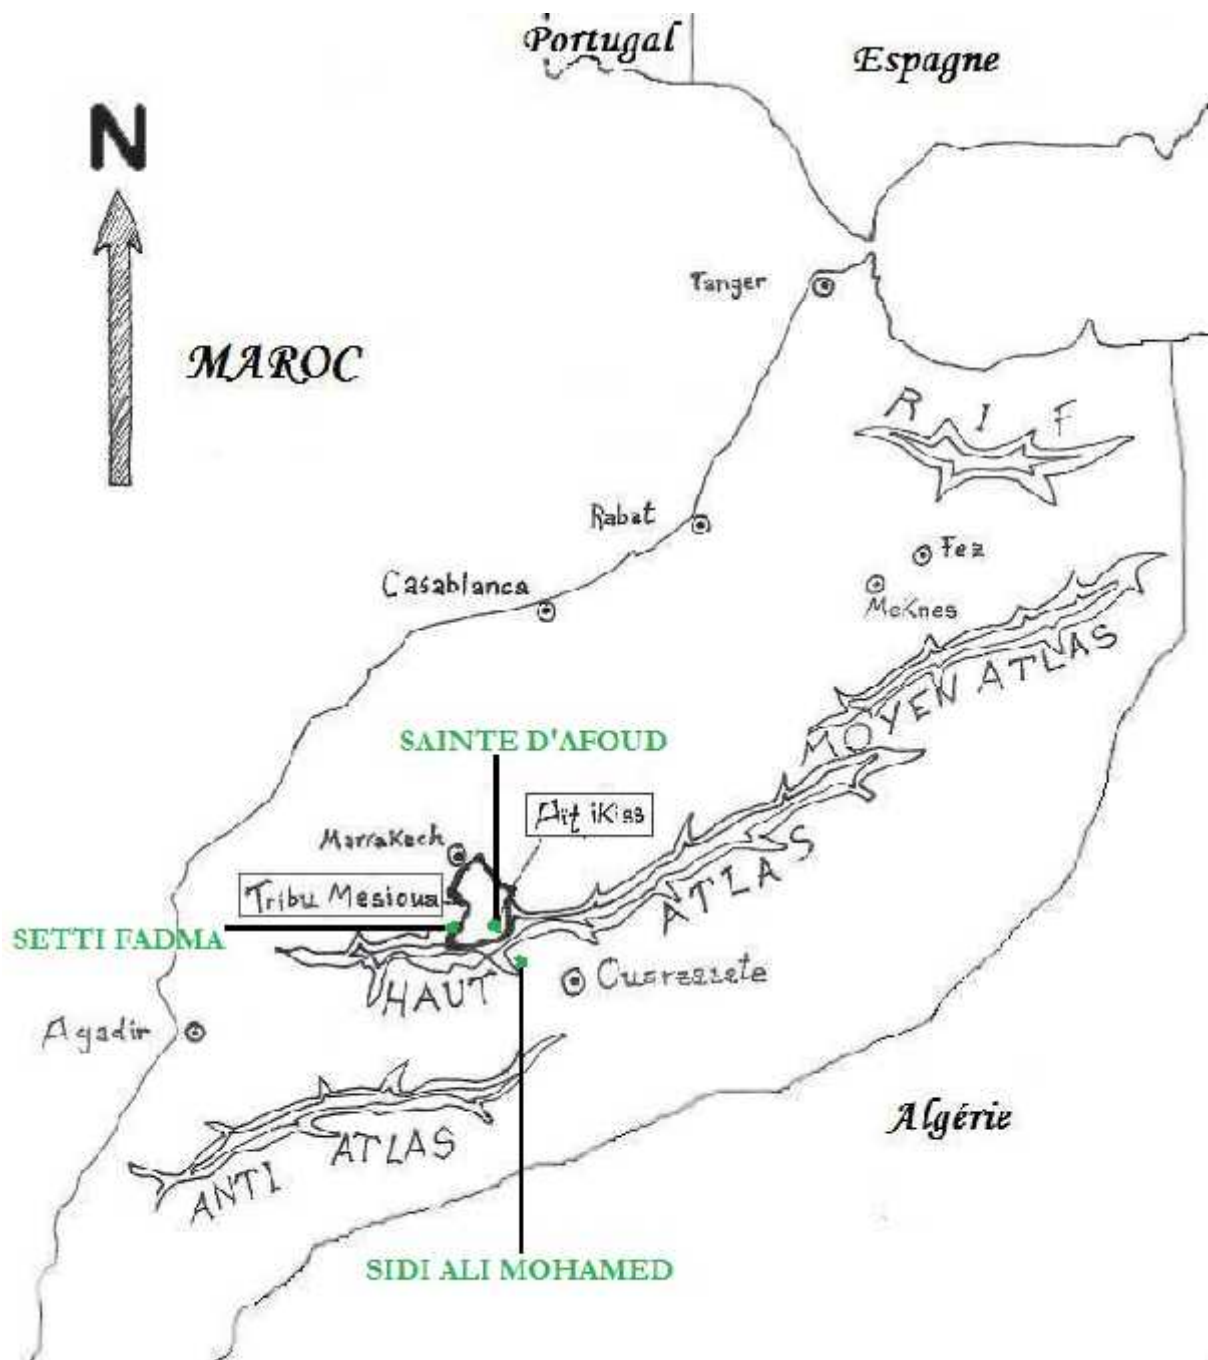 Portugal
Espagne
N
Tanger
MAROC
R I F
Rabat
Fez
Casablanca
Meknes
MOYEN ATLAS
SAINTE D'AFOUD
Aït iKiss
Marrakech
ATLAS
Tribu Mesioua
SETTI FADMA
HAUT
Ouarzazate
Agadir
Algérie
ANTI ATLAS
SIDI ALI MOHAMED